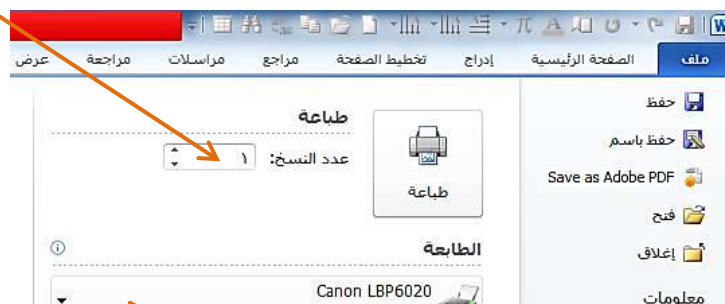 ملف الصفحة الرئيسية إدراج تخطيط الصفحة مراجع مراسلات مراجعة عرض
حفظ
حفظ باسم
Save as Adobe PDF
فتح
إغلاق
معلومات
طباعة
طباعة
عدد النسخ: ١
الطابعة
Canon LBP6020